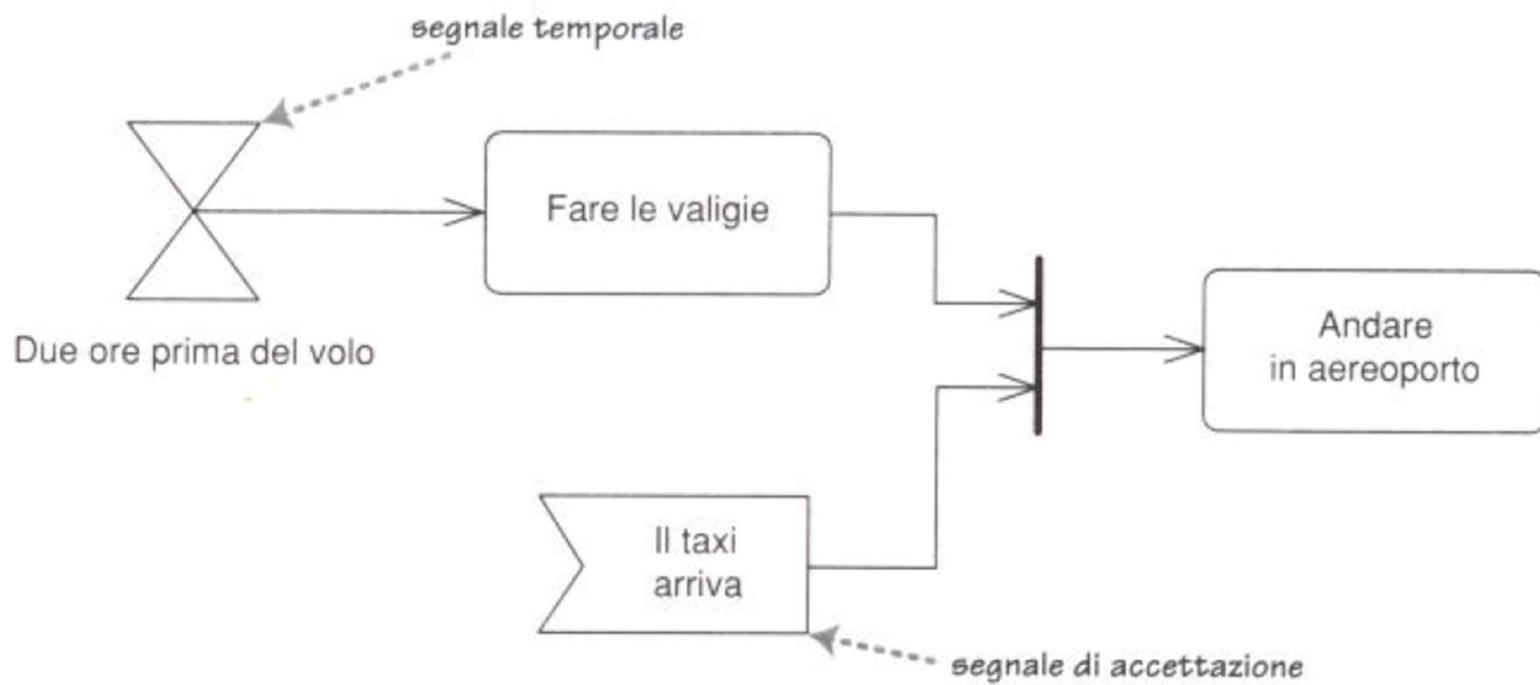 segnale temporale
Fare le valigie
Due ore prima del volo
Andare
in aereoporto
Il taxi
arriva
segnale di accettazione